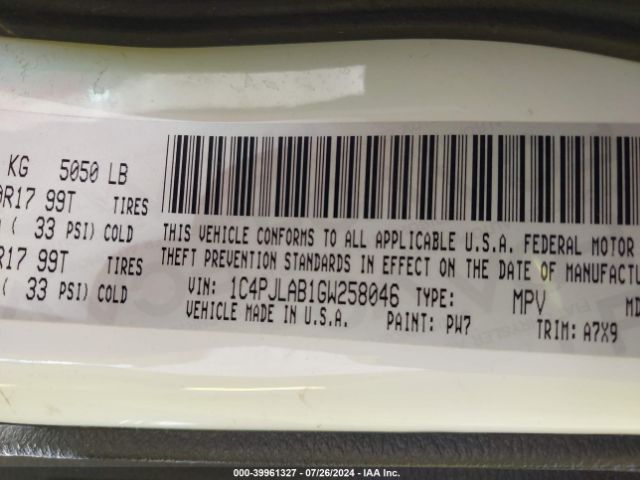 KG 5050 LB
R17 99T TIRES
( 33 PSI) COLD
R17 99T TIRES
( 33 PSI) COLD
THIS VEHICLE CONFORMS TO ALL APPLICABLE U.S.A. FEDERAL MOTOR
THEFT PREVENTION STANDARDS IN EFFECT ON THE DATE OF MANUFACTU
VIN: 1C4PJLAB1GW258046 TYPE: MPV MD
VEHICLE MADE IN U.S.A. PAINT: PW7 TRIM: A7X9
000-39961327 / 07/26/2024 - IAA Inc.